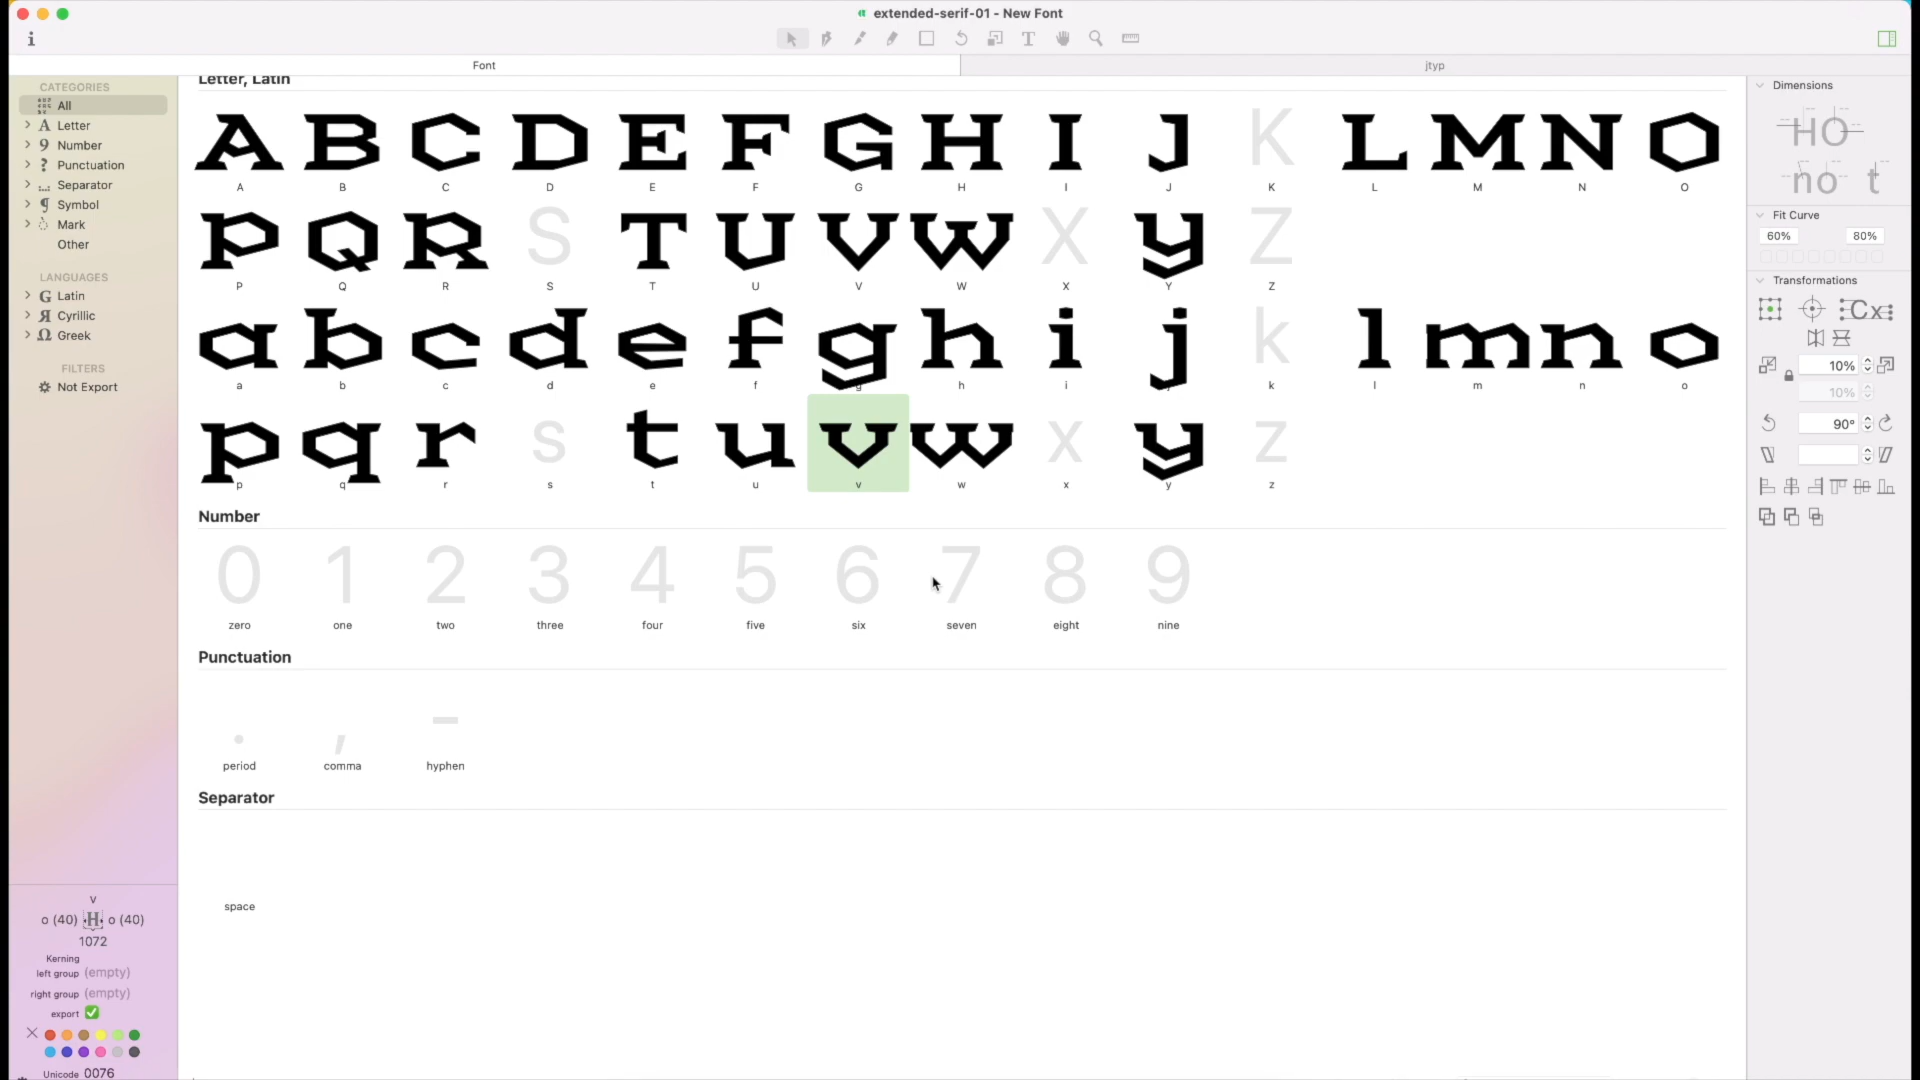 extended-serif-01 - New Font
Font
jtyp
CATEGORIES
All
Letter
Number
Punctuation
Separator
Symbol
Mark
Other
LANGUAGES
Latin
Cyrillic
Greek
FILTERS
Not Export
Letter, Latin
A B C D E F G H I J K L M N O
A B C D E F G H I J K L M N O
P Q R S T U V W X Y Z
P Q R S T U V W X Y Z
a b c d e f g h i j k l m n o
a b c d e f g h i j k l m n o
p q r s t u v w x y z
p q r s t u v w x y z
Number
0 1 2 3 4 5 6 7 8 9
zero one two three four five six seven eight nine
Punctuation
. , -
period comma hyphen
Separator
space
v
o (40) H o (40)
1072
Kerning
left group (empty)
right group (empty)
export
Unicode 0076
Dimensions
HO
no t
Fit Curve
60% 80%
Transformations
Cx
10%
10%
90°